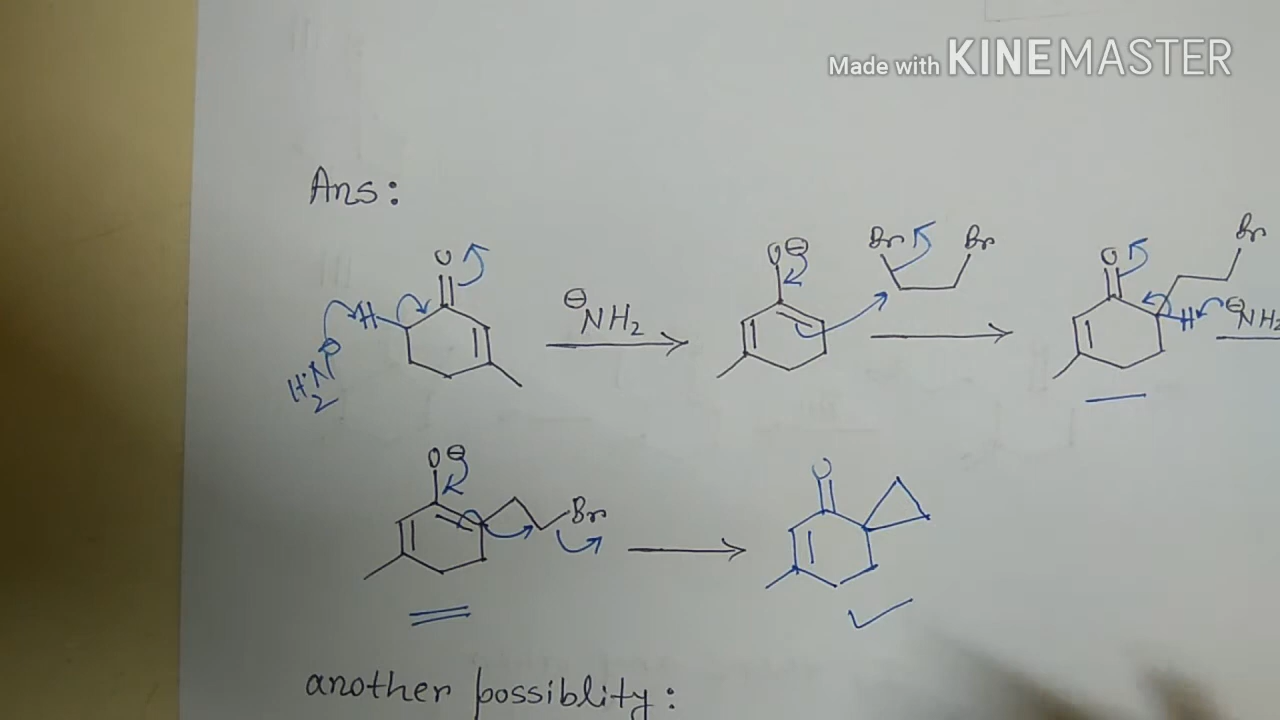 Made with KINEMASTER
Ans:
O
H
H2N⊖
⊖NH2
O⊖
Br Br
O
Br
H
⊖NH2
O⊖
Br
O
another possiblity: